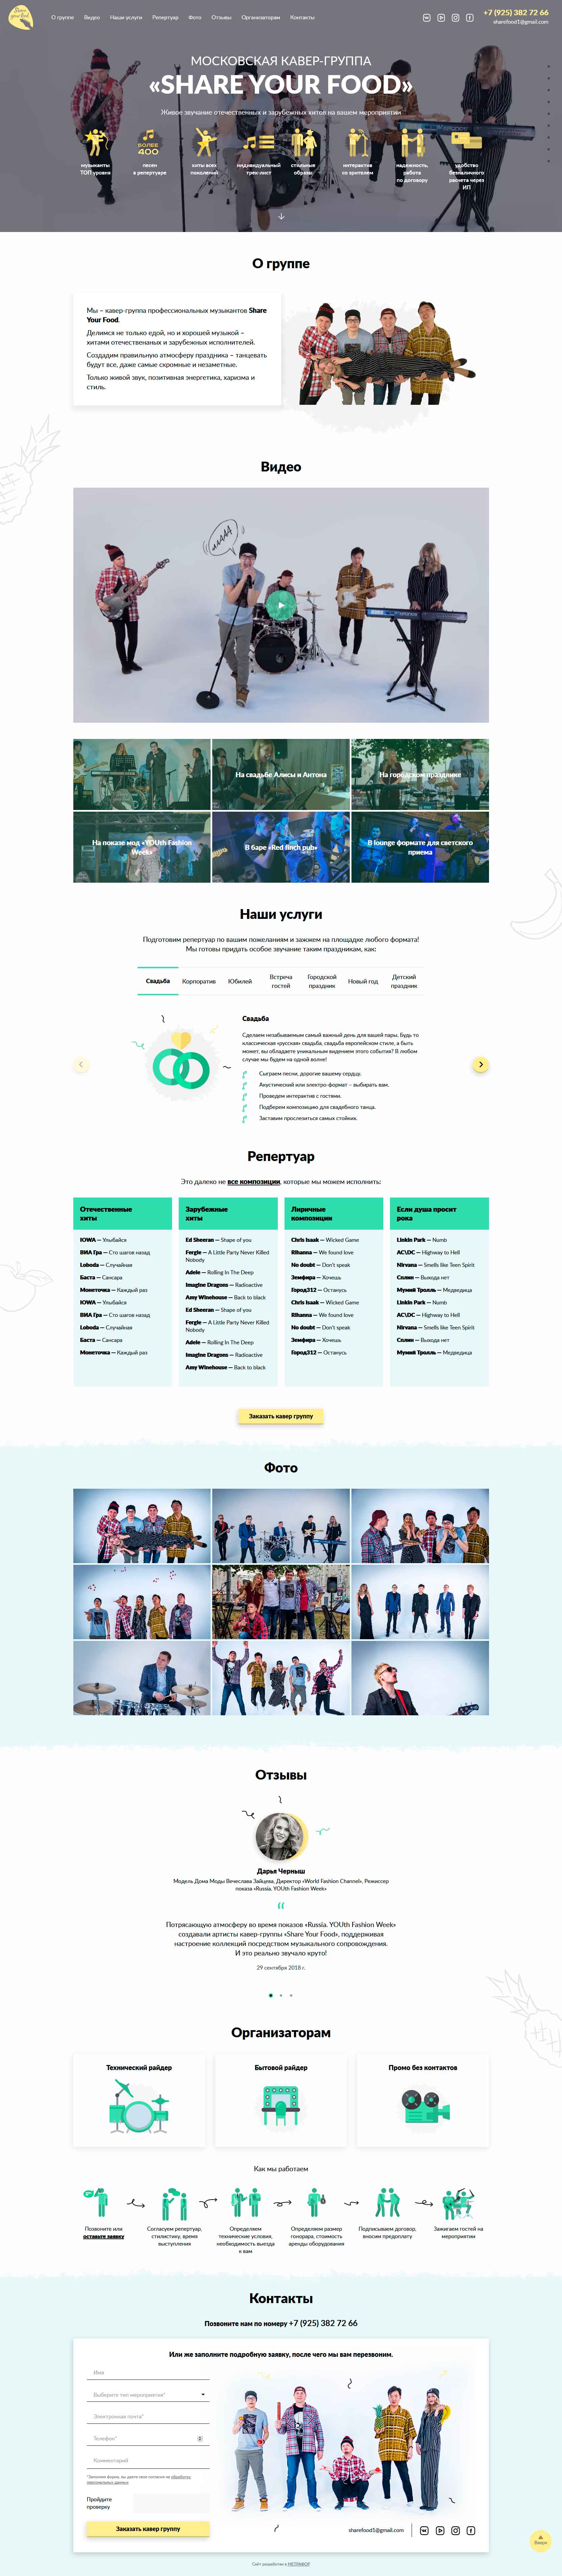 Share your food
О группе Видео Наши услуги Репертуар Фото Отзывы Организаторам Контакты
+7 (925) 382 72 66
sharefood1@gmail.com
МОСКОВСКАЯ КАВЕР-ГРУППА
«SHARE YOUR FOOD»
Живое звучание отечественных и зарубежных хитов на вашем мероприятии
музыканты
ТОП уровня
БОЛЕЕ
400
песен
в репертуаре
хиты всех
поколений
индивидуальный
трек-лист
стильные
образы
интерактив
со зрителем
надежность,
работа
по договору
удобство
безналичного
расчета через
ИП
О группе
Мы – кавер-группа профессиональных музыкантов Share
Your Food.
Делимся не только едой, но и хорошей музыкой –
хитами отечественных и зарубежных исполнителей.
Создадим правильную атмосферу праздника – танцевать
будут все, даже самые скромные и незаметные.
Только живой звук, позитивная энергетика, харизма и
стиль.
Видео
На свадьбе Алисы и Антона
На городском празднике
На показе мод «YOUth Fashion
Week»
В баре «Red finch pub»
В lounge формате для светского
приема
Наши услуги
Подготовим репертуар по вашим пожеланиям и зажжем на площадке любого формата!
Мы готовы придать особое звучание таким праздникам, как:
Свадьба
Корпоратив
Юбилей
Встреча
гостей
Городской
праздник
Новый год
Детский
праздник
Свадьба
Сделаем незабываемым самый важный день для вашей пары. Будь то
классическая «русская» свадьба, свадьба европейском стиле, а быть
может, вы обладаете уникальным видением этого события? В любом
случае мы будем на одной волне!
Сыграем песни, дорогие вашему сердцу.
Акустический или электро-формат – выбирать вам.
Проведем интерактив с гостями.
Подберем композицию для свадебного танца.
Заставим прослезиться самых стойких.
Репертуар
Это далеко не все композиции, которые мы можем исполнить:
Отечественные
хиты
IOWA — Улыбайся
ВИА Гра — Сто шагов назад
Loboda — Случайная
Баста — Сансара
Монеточка — Каждый раз
IOWA — Улыбайся
ВИА Гра — Сто шагов назад
Loboda — Случайная
Баста — Сансара
Монеточка — Каждый раз
Зарубежные
хиты
Ed Sheeran — Shape of you
Fergie — A Little Party Never Killed
Nobody
Adele — Rolling In The Deep
Imagine Dragons — Radioactive
Amy Winehouse — Back to black
Ed Sheeran — Shape of you
Fergie — A Little Party Never Killed
Nobody
Adele — Rolling In The Deep
Imagine Dragons — Radioactive
Amy Winehouse — Back to black
Лиричные
композиции
Chris Isaak — Wicked Game
Rihanna — We found love
No doubt — Don't speak
Земфира — Хочешь
Город312 — Останусь
Chris Isaak — Wicked Game
Rihanna — We found love
No doubt — Don't speak
Земфира — Хочешь
Город312 — Останусь
Если душа просит
рока
Linkin Park — Numb
AC\DC — Highway to Hell
Nirvana — Smells like Teen Spirit
Сплин — Выхода нет
Мумий Тролль — Медведица
Linkin Park — Numb
AC\DC — Highway to Hell
Nirvana — Smells like Teen Spirit
Сплин — Выхода нет
Мумий Тролль — Медведица
Заказать кавер группу
Фото
Отзывы
Дарья Черныш
Модель Дома Моды Вечеслава Зайцева, Директор «World Fashion Channel», Режиссер
показа «Russia. YOUth Fashion Week»
“
Потрясающую атмосферу во время показов «Russia. YOUth Fashion Week»
создавали артисты кавер-группы «Share Your Food», поддерживая
настроение коллекций посредством музыкального сопровождения.
И это реально звучало круто!
29 сентября 2018 г.
Организаторам
Технический райдер
Бытовой райдер
Промо без контактов
Как мы работаем
Позвоните или
оставьте заявку
Согласуем репертуар,
стилистику, время
выступления
Определяем
технические условия,
необходимость выезда
к вам
Определяем размер
гонорара, стоимость
аренды оборудования
Подписываем договор,
вносим предоплату
Зажигаем гостей на
мероприятии
Контакты
Позвоните нам по номеру +7 (925) 382 72 66
Или же заполните подробную заявку, после чего мы вам перезвоним.
Имя
Выберите тип мероприятия*
Электронная почта*
Телефон*
Комментарий
*Заполняя форму, вы даете свое согласие на обработку
персональных данных
Пройдите
проверку
Заказать кавер группу
sharefood1@gmail.com
Вверх
Сайт разработан в МЕТРАФОР